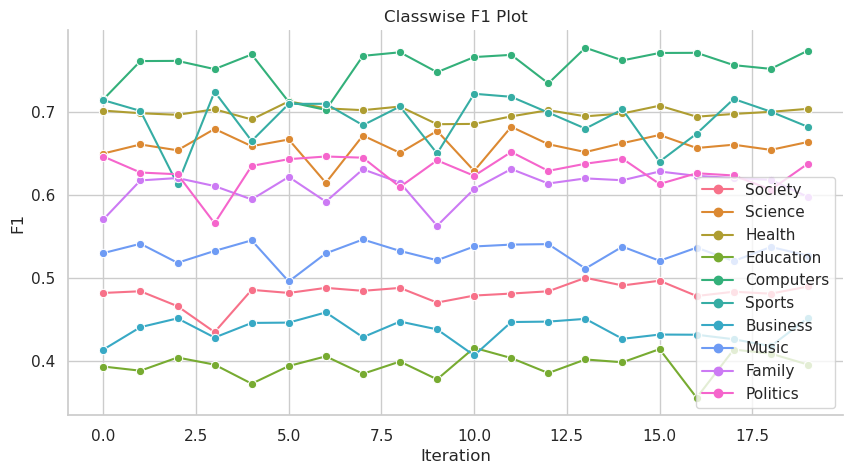 Classwise F1 Plot
F1
0.7
0.6
0.5
0.4
0.0
2.5
5.0
7.5
10.0
12.5
15.0
17.5
Iteration
Society
Science
Health
Education
Computers
Sports
Business
Music
Family
Politics